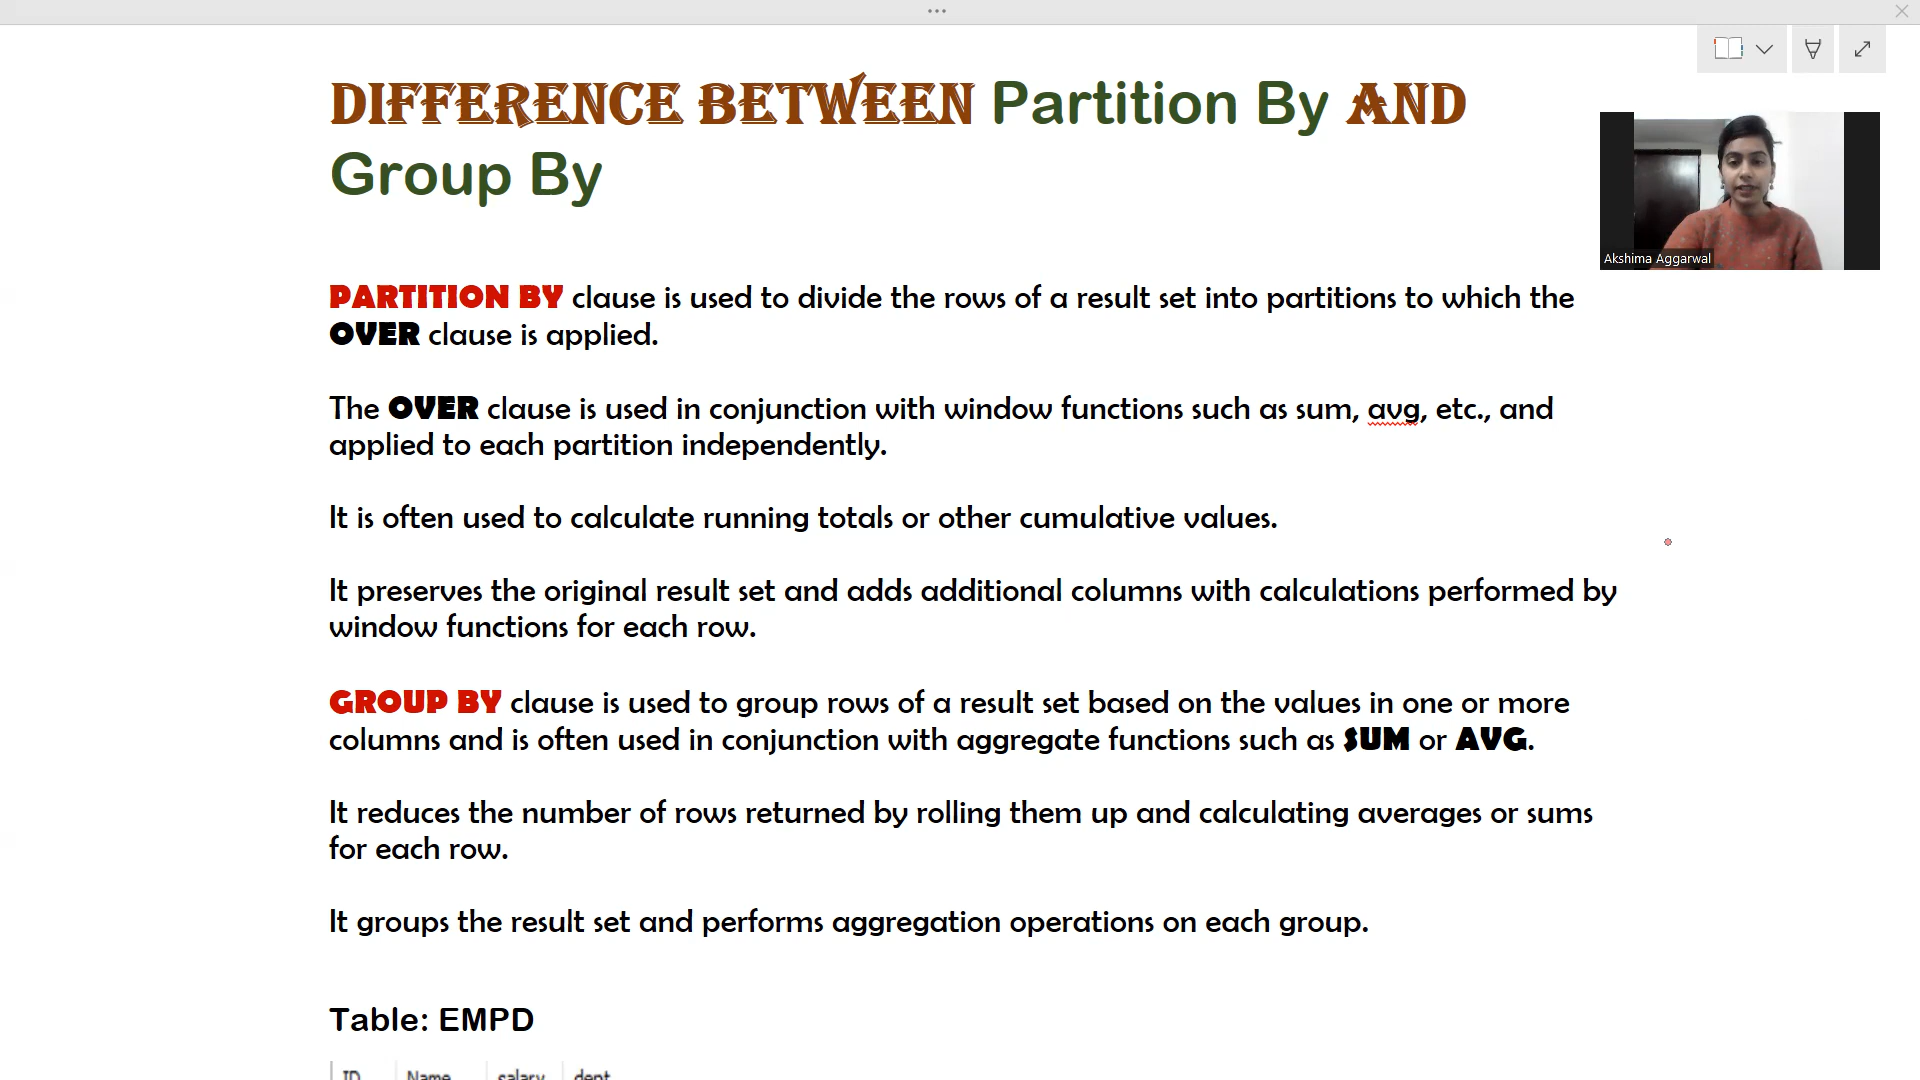 DIFFERENCE BETWEEN Partition By AND
Group By
Akshima Aggarwal
PARTITION BY clause is used to divide the rows of a result set into partitions to which the
OVER clause is applied.
The OVER clause is used in conjunction with window functions such as sum, avg, etc., and
applied to each partition independently.
It is often used to calculate running totals or other cumulative values.
It preserves the original result set and adds additional columns with calculations performed by
window functions for each row.
GROUP BY clause is used to group rows of a result set based on the values in one or more
columns and is often used in conjunction with aggregate functions such as SUM or AVG.
It reduces the number of rows returned by rolling them up and calculating averages or sums
for each row.
It groups the result set and performs aggregation operations on each group.
Table: EMPD
ID Name salary dept